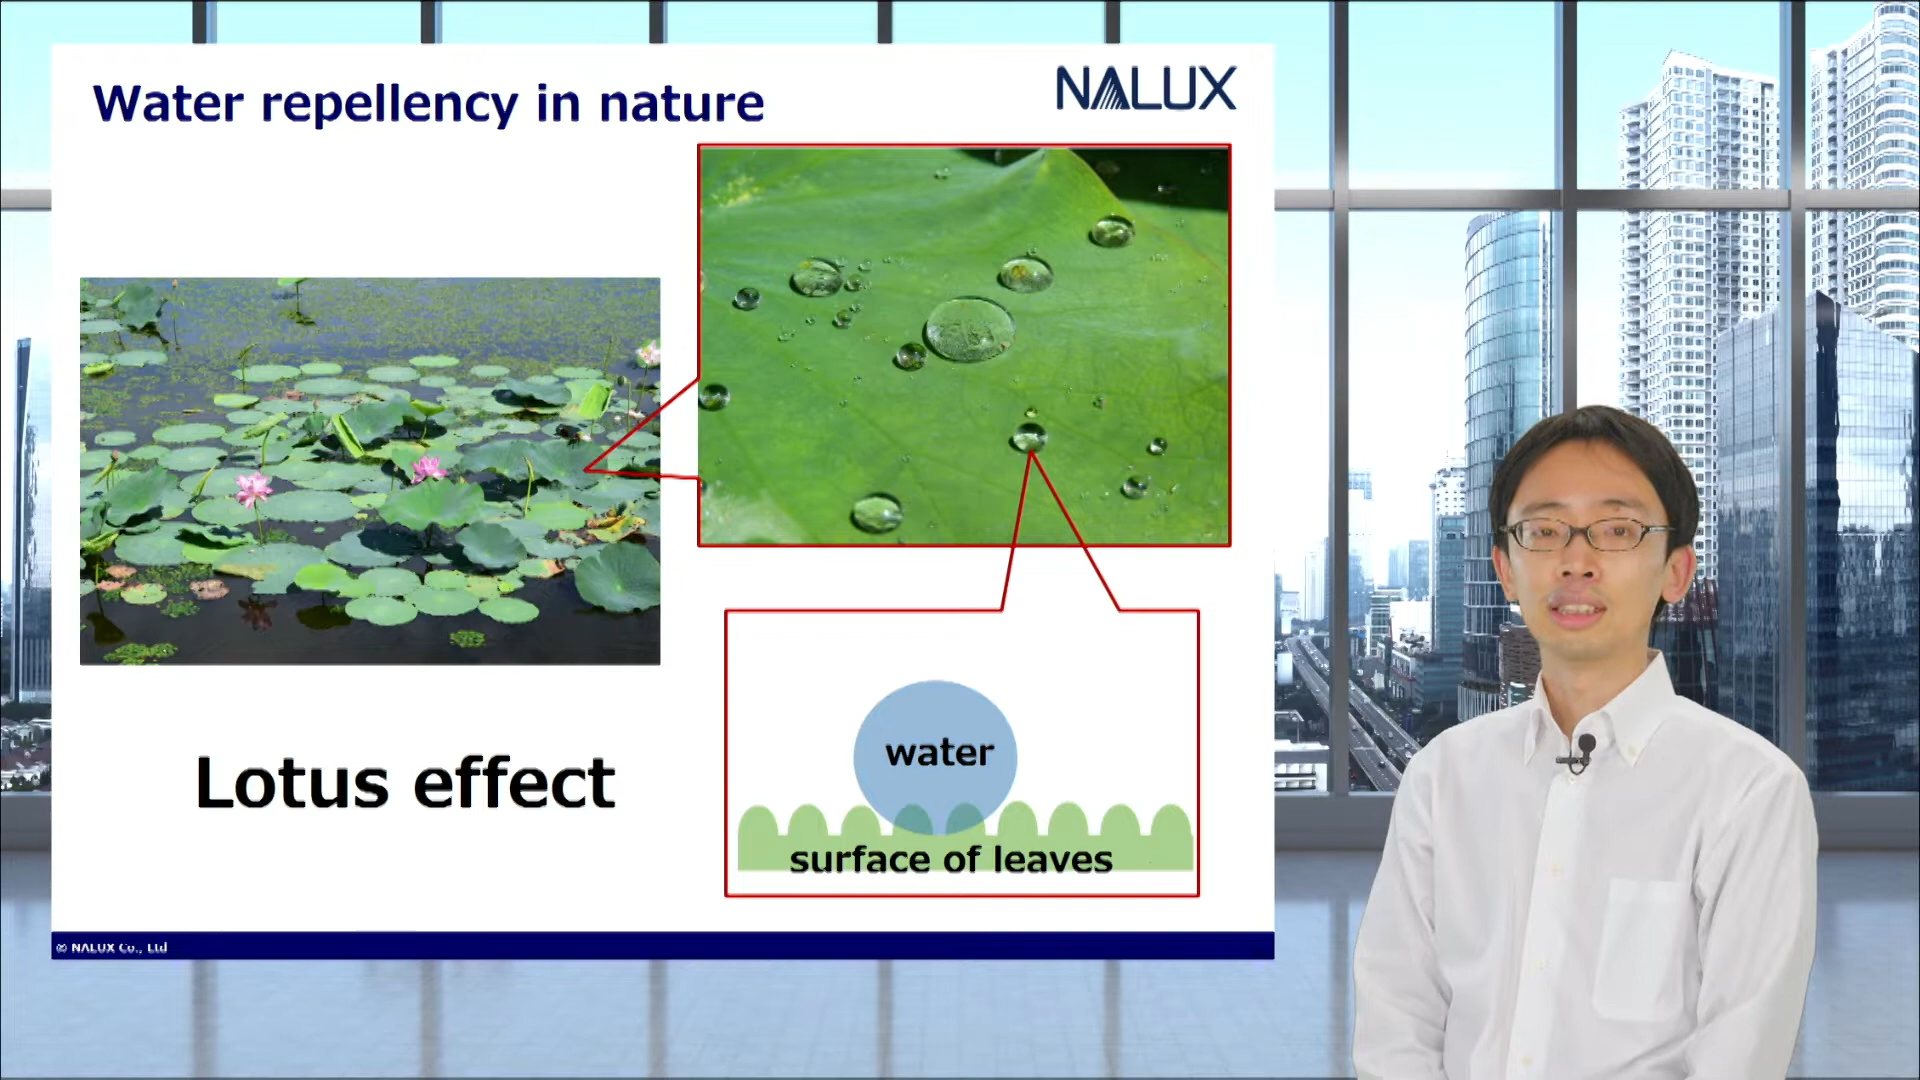 Water repellency in nature
NALUX
Lotus effect
water
surface of leaves
© NALUX Co., Ltd